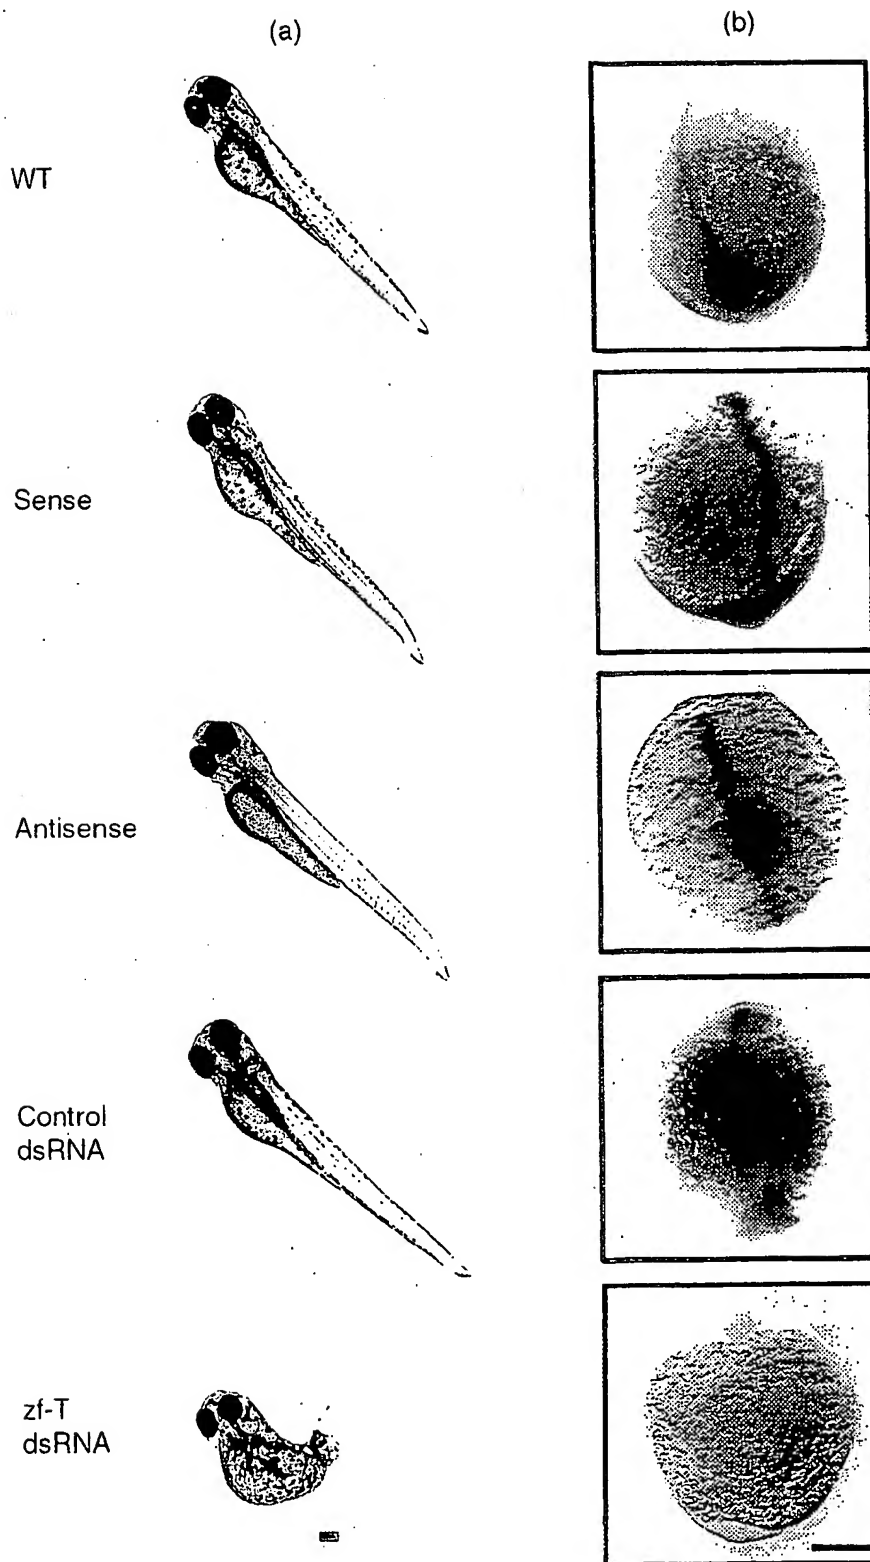 (a)
(b)
WT
Sense
Antisense
Control
dsRNA
zf-T
dsRNA